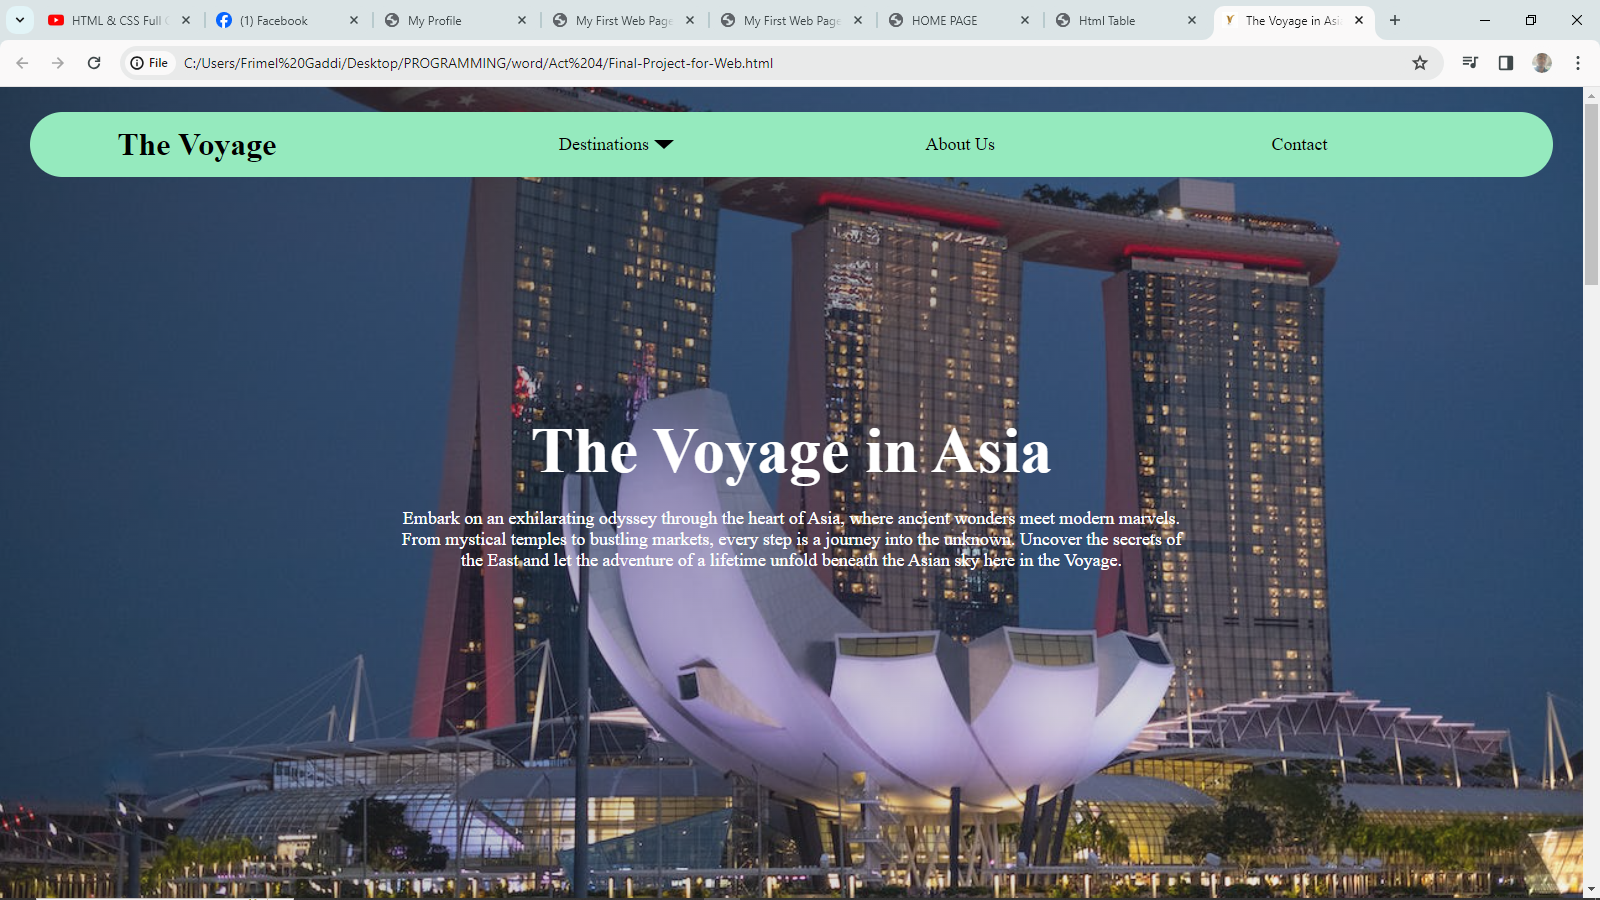 HTML & CSS Full
(1) Facebook
My Profile
My First Web Page
My First Web Page
HOME PAGE
Html Table
The Voyage in Asia
File
C:/Users/Frimel%20Gaddi/Desktop/PROGRAMMING/word/Act%204/Final-Project-for-Web.html
The Voyage
Destinations
About Us
Contact
The Voyage in Asia
Embark on an exhilarating odyssey through the heart of Asia, where ancient wonders meet modern marvels.
From mystical temples to bustling markets, every step is a journey into the unknown. Uncover the secrets of
the East and let the adventure of a lifetime unfold beneath the Asian sky here in the Voyage.